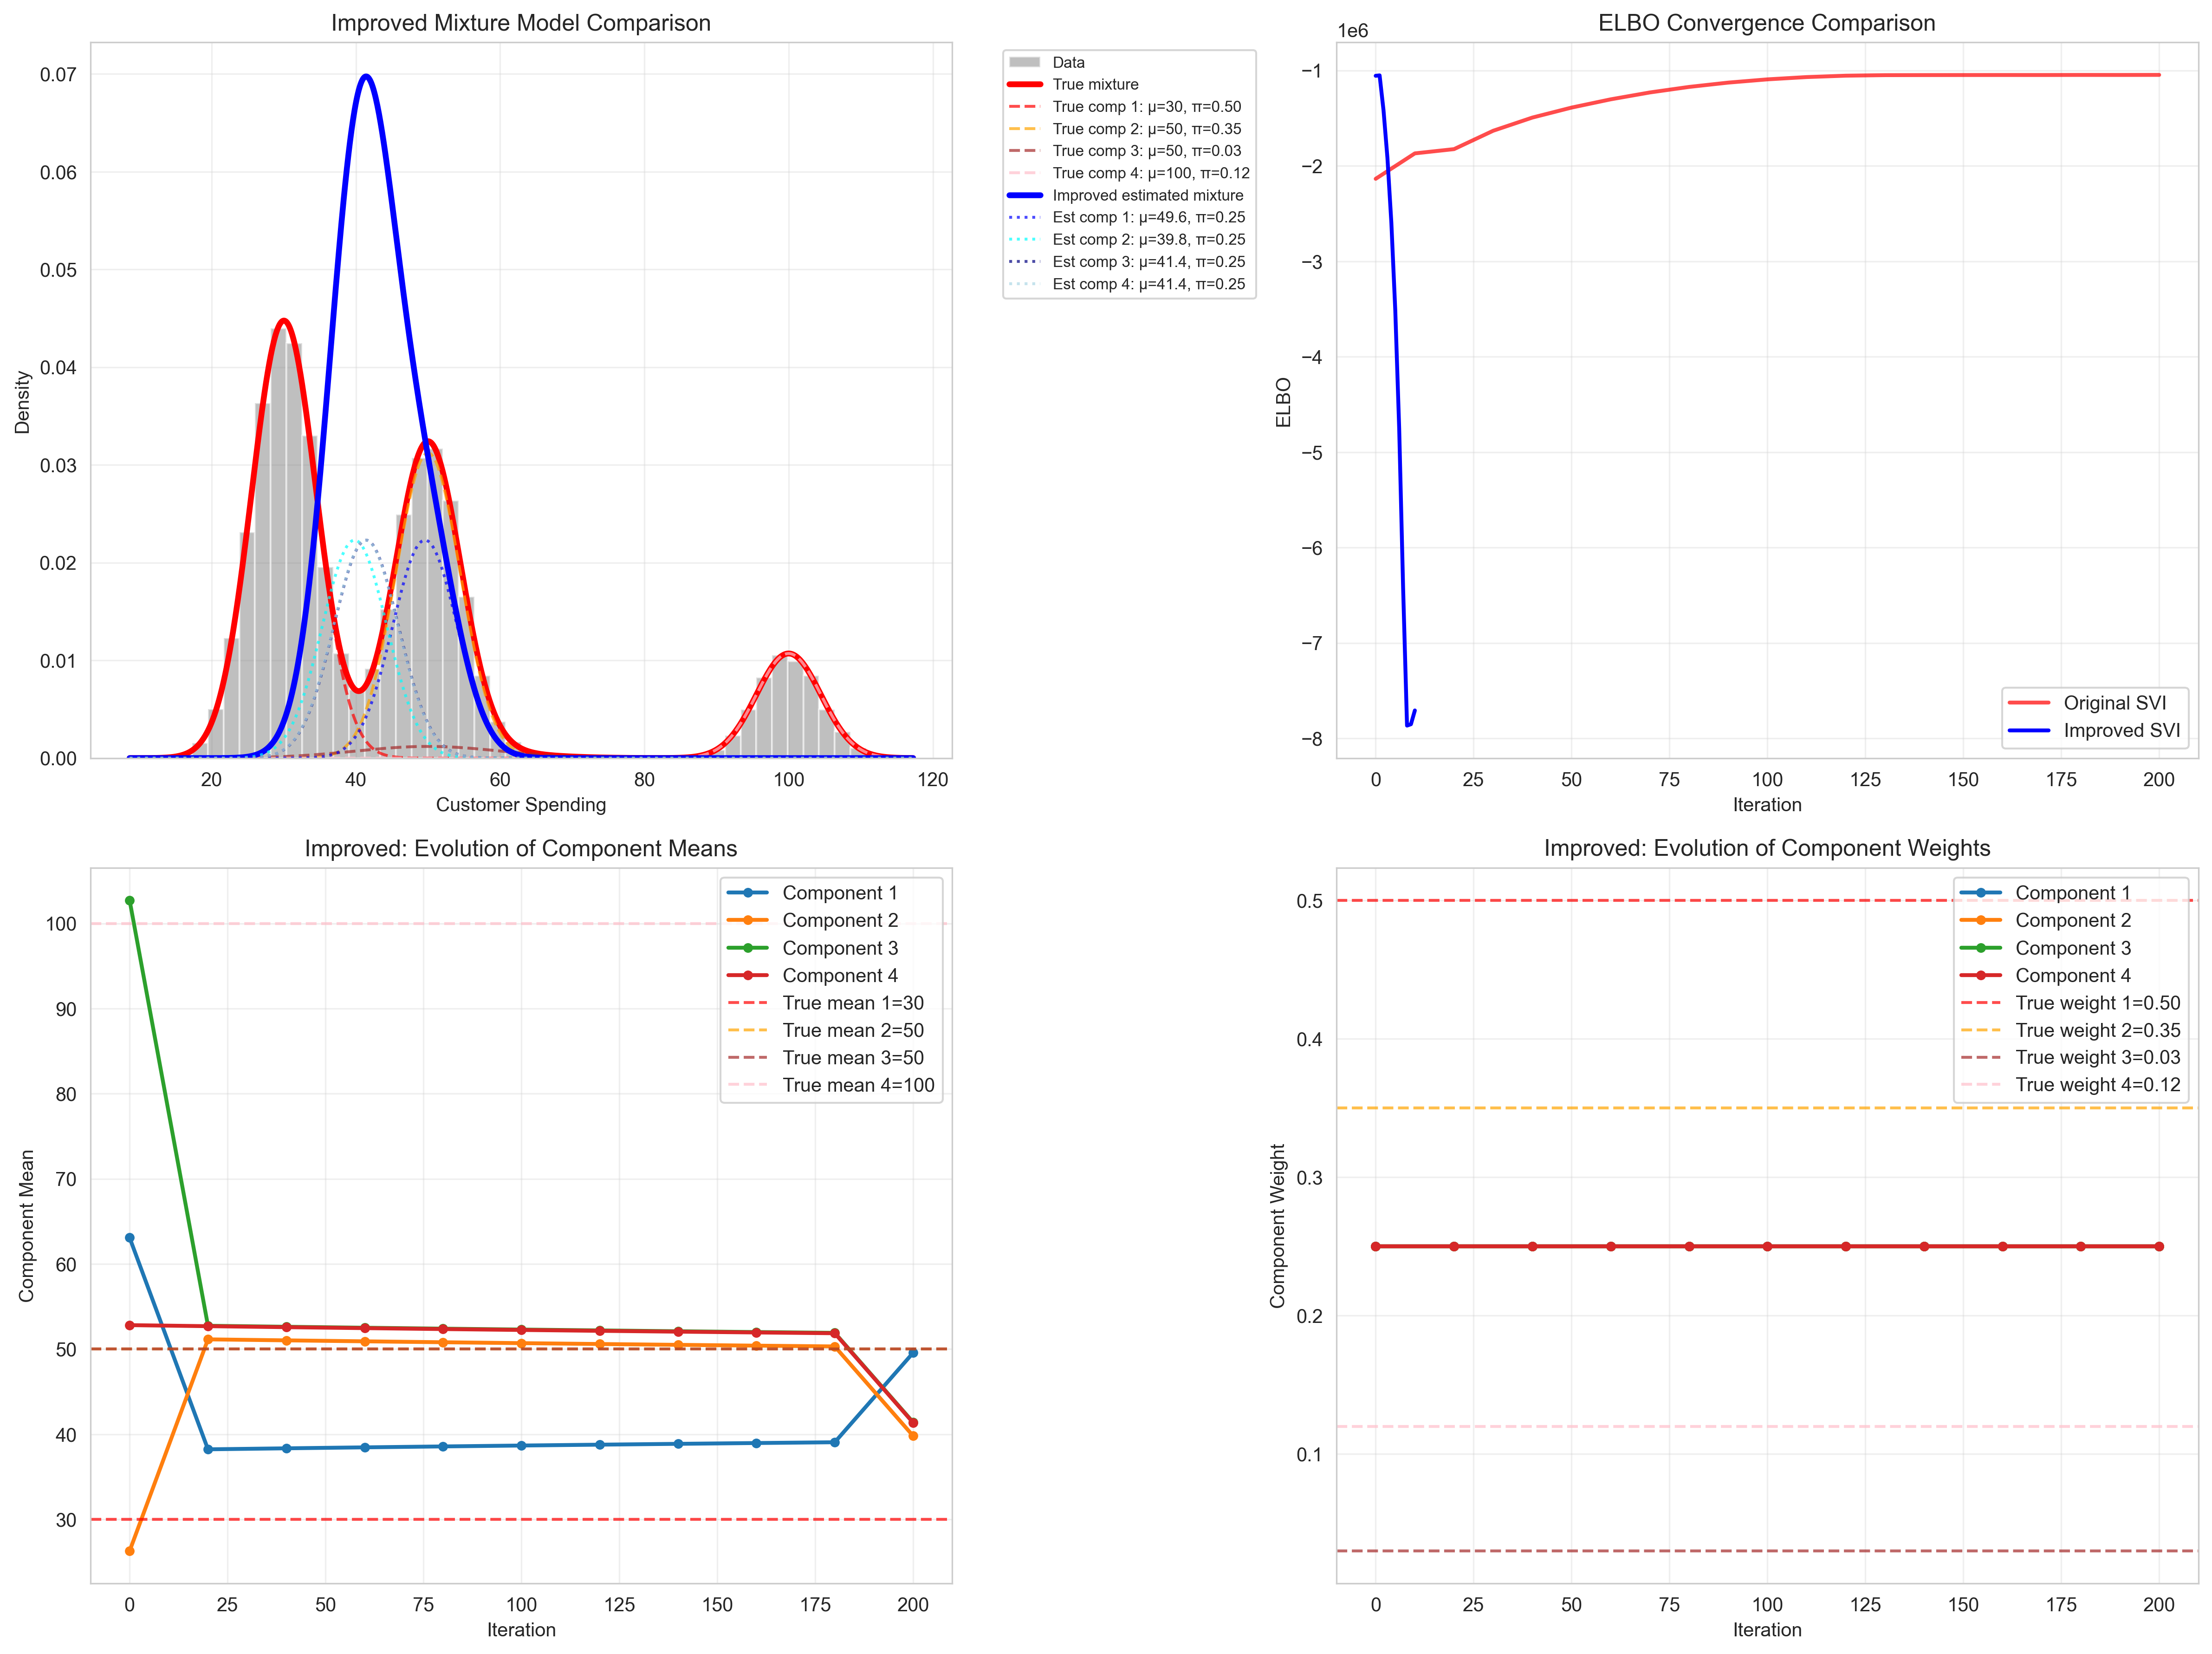 Improved Mixture Model Comparison
Density
0.07
0.06
0.05
0.04
0.03
0.02
0.01
0.00
20 40 60 80 100 120
Customer Spending
Data
True mixture
True comp 1: μ=30, π=0.50
True comp 2: μ=50, π=0.35
True comp 3: μ=50, π=0.03
True comp 4: μ=100, π=0.12
Improved estimated mixture
Est comp 1: μ=49.6, π=0.25
Est comp 2: μ=39.8, π=0.25
Est comp 3: μ=41.4, π=0.25
Est comp 4: μ=41.4, π=0.25
ELBO Convergence Comparison
1e6
ELBO
−1
−2
−3
−4
−5
−6
−7
−8
0 25 50 75 100 125 150 175 200
Iteration
Original SVI
Improved SVI
Improved: Evolution of Component Means
Component Mean
100
90
80
70
60
50
40
30
0 25 50 75 100 125 150 175 200
Iteration
Component 1
Component 2
Component 3
Component 4
True mean 1=30
True mean 2=50
True mean 3=50
True mean 4=100
Improved: Evolution of Component Weights
Component Weight
0.5
0.4
0.3
0.2
0.1
0 25 50 75 100 125 150 175 200
Iteration
Component 1
Component 2
Component 3
Component 4
True weight 1=0.50
True weight 2=0.35
True weight 3=0.03
True weight 4=0.12